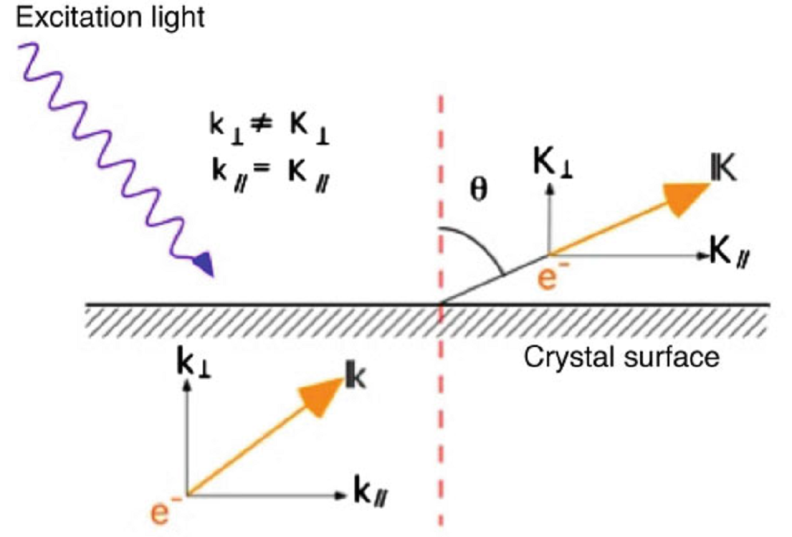 Excitation light
k⊥ ≠ K⊥
k∥ = K∥
θ
K⊥
𝕂
K∥
e⁻
Crystal surface
k⊥
𝕜
k∥
e⁻